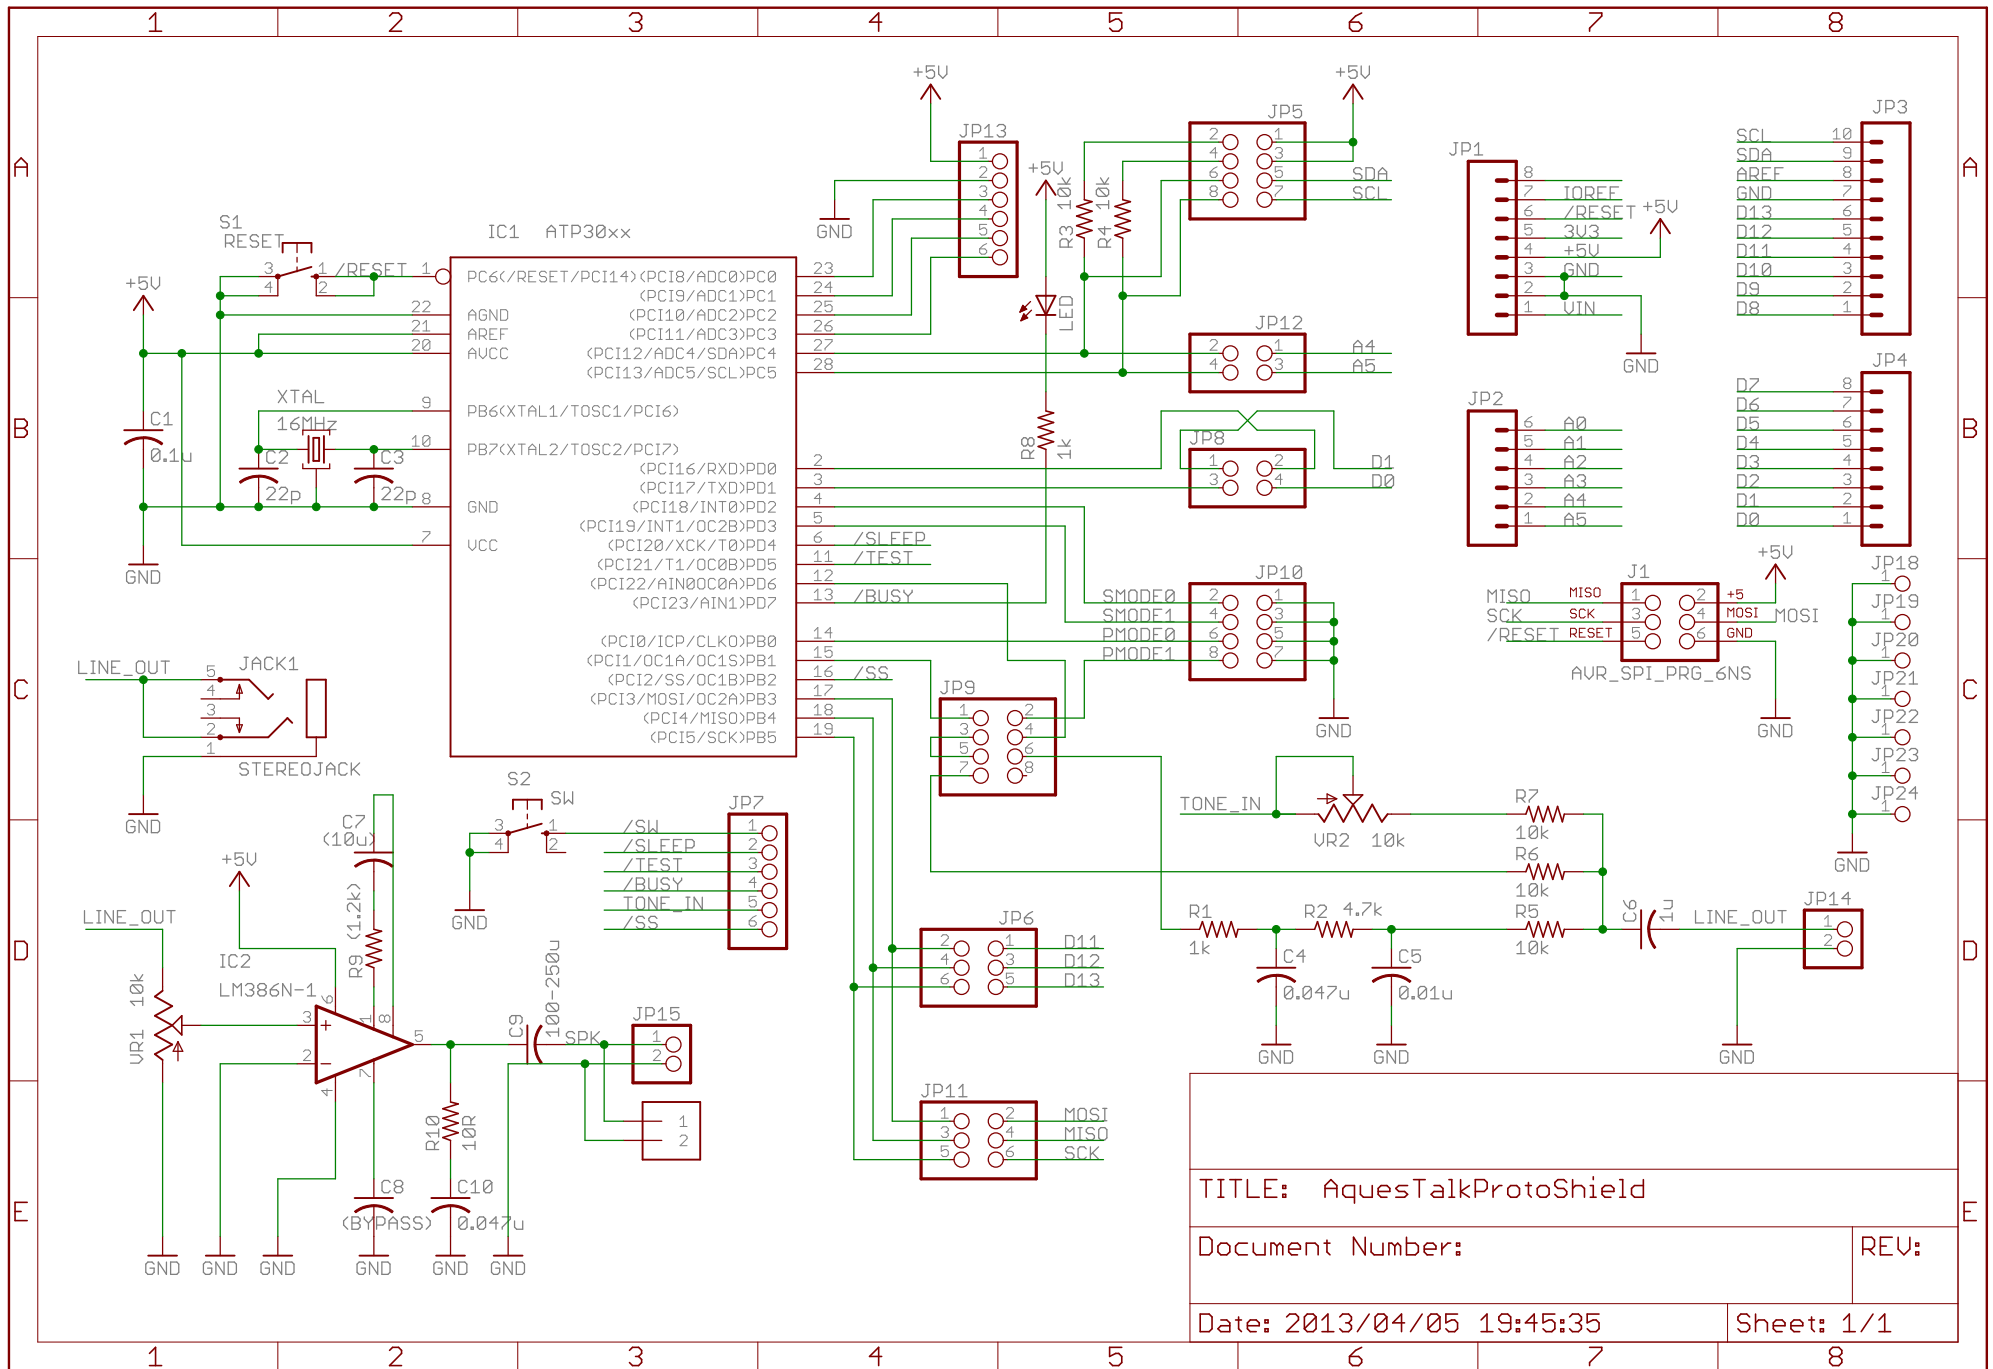 1 2 3 4 5 6 7 8
A
B
C
D
E
A
B
C
D
E
1 2 3 4 5 6 7 8
S1
RESET
3 1 /RESET
4 2
+5V
C1
0.1u
GND
XTAL
16MHz
C2
22p
C3
22p
IC1 ATP30xx
1 PC6(/RESET/PCI14)
22 AGND
21 AREF
20 AVCC
9 PB6(XTAL1/TOSC1/PCI6)
10 PB7(XTAL2/TOSC2/PCI7)
8 GND
7 VCC
(PCI8/ADC0)PC0 23
(PCI9/ADC1)PC1 24
(PCI10/ADC2)PC2 25
(PCI11/ADC3)PC3 26
(PCI12/ADC4/SDA)PC4 27
(PCI13/ADC5/SCL)PC5 28
(PCI16/RXD)PD0 2
(PCI17/TXD)PD1 3
(PCI18/INT0)PD2 4
(PCI19/INT1/OC2B)PD3 5
(PCI20/XCK/T0)PD4 6 /SLEEP
(PCI21/T1/OC0B)PD5 11 /TEST
(PCI22/AIN0OC0A)PD6 12
(PCI23/AIN1)PD7 13 /BUSY
(PCI0/ICP/CLKO)PB0 14
(PCI1/OC1A/OC1S)PB1 15
(PCI2/SS/OC1B)PB2 16 /SS
(PCI3/MOSI/OC2A)PB3 17
(PCI4/MISO)PB4 18
(PCI5/SCK)PB5 19
+5V
GND
JP13
1
2
3
4
5
6
+5V
LED
R8
1k
R3 10k
R4 10k
+5V
JP5
2 1
4 3
6 5 SDA
8 7 SCL
JP12
2 1 A4
4 3 A5
JP8
1 2 D1
3 4 D0
JP10
SMODE0 2 1
SMODE1 4 3
PMODE0 6 5
PMODE1 8 7
GND
JP9
1 2
3 4
5 6
7 8
JP1
8
7 IOREF
6 /RESET
5 3V3
4 +5V
3 GND
2
1 VIN
+5V
GND
JP2
6 A0
5 A1
4 A2
3 A3
2 A4
1 A5
JP3
SCL 10
SDA 9
AREF 8
GND 7
D13 6
D12 5
D11 4
D10 3
D9 2
D8 1
JP4
D7 8
D6 7
D5 6
D4 5
D3 4
D2 3
D1 2
D0 1
J1
+5V
MISO MISO 1 2 +5
SCK SCK 3 4 MOSI MOSI
/RESET RESET 5 6 GND
AVR_SPI_PRG_6NS
GND
JP18
1
JP19
1
JP20
1
JP21
1
JP22
1
JP23
1
JP24
1
GND
LINE_OUT
JACK1
5
4
3
2
1
STEREOJACK
GND
S2
SW
3 1
4 2
GND
JP7
/SW 1
/SLEEP 2
/TEST 3
/BUSY 4
TONE_IN 5
/SS 6
TONE_IN
VR2 10k
R7
10k
R6
10k
R5
10k
R1
1k
R2 4.7k
C4
0.047u
GND
C5
0.01u
GND
C6 1u
LINE_OUT
JP14
1
2
GND
C7
(10u)
R9 (1.2k)
+5V
LINE_OUT
VR1 10k
IC2
LM386N-1
3 +
2 -
6
1
8
5
7
4
C9 100-250u
SPK
JP15
1
2
1
2
R10 10R
C8
(BYPASS)
C10
0.047u
GND GND GND GND GND GND
JP6
2 1 D11
4 3 D12
6 5 D13
JP11
1 2 MOSI
3 4 MISO
5 6 SCK
TITLE: AquesTalkProtoShield
Document Number:
REV:
Date: 2013/04/05 19:45:35
Sheet: 1/1